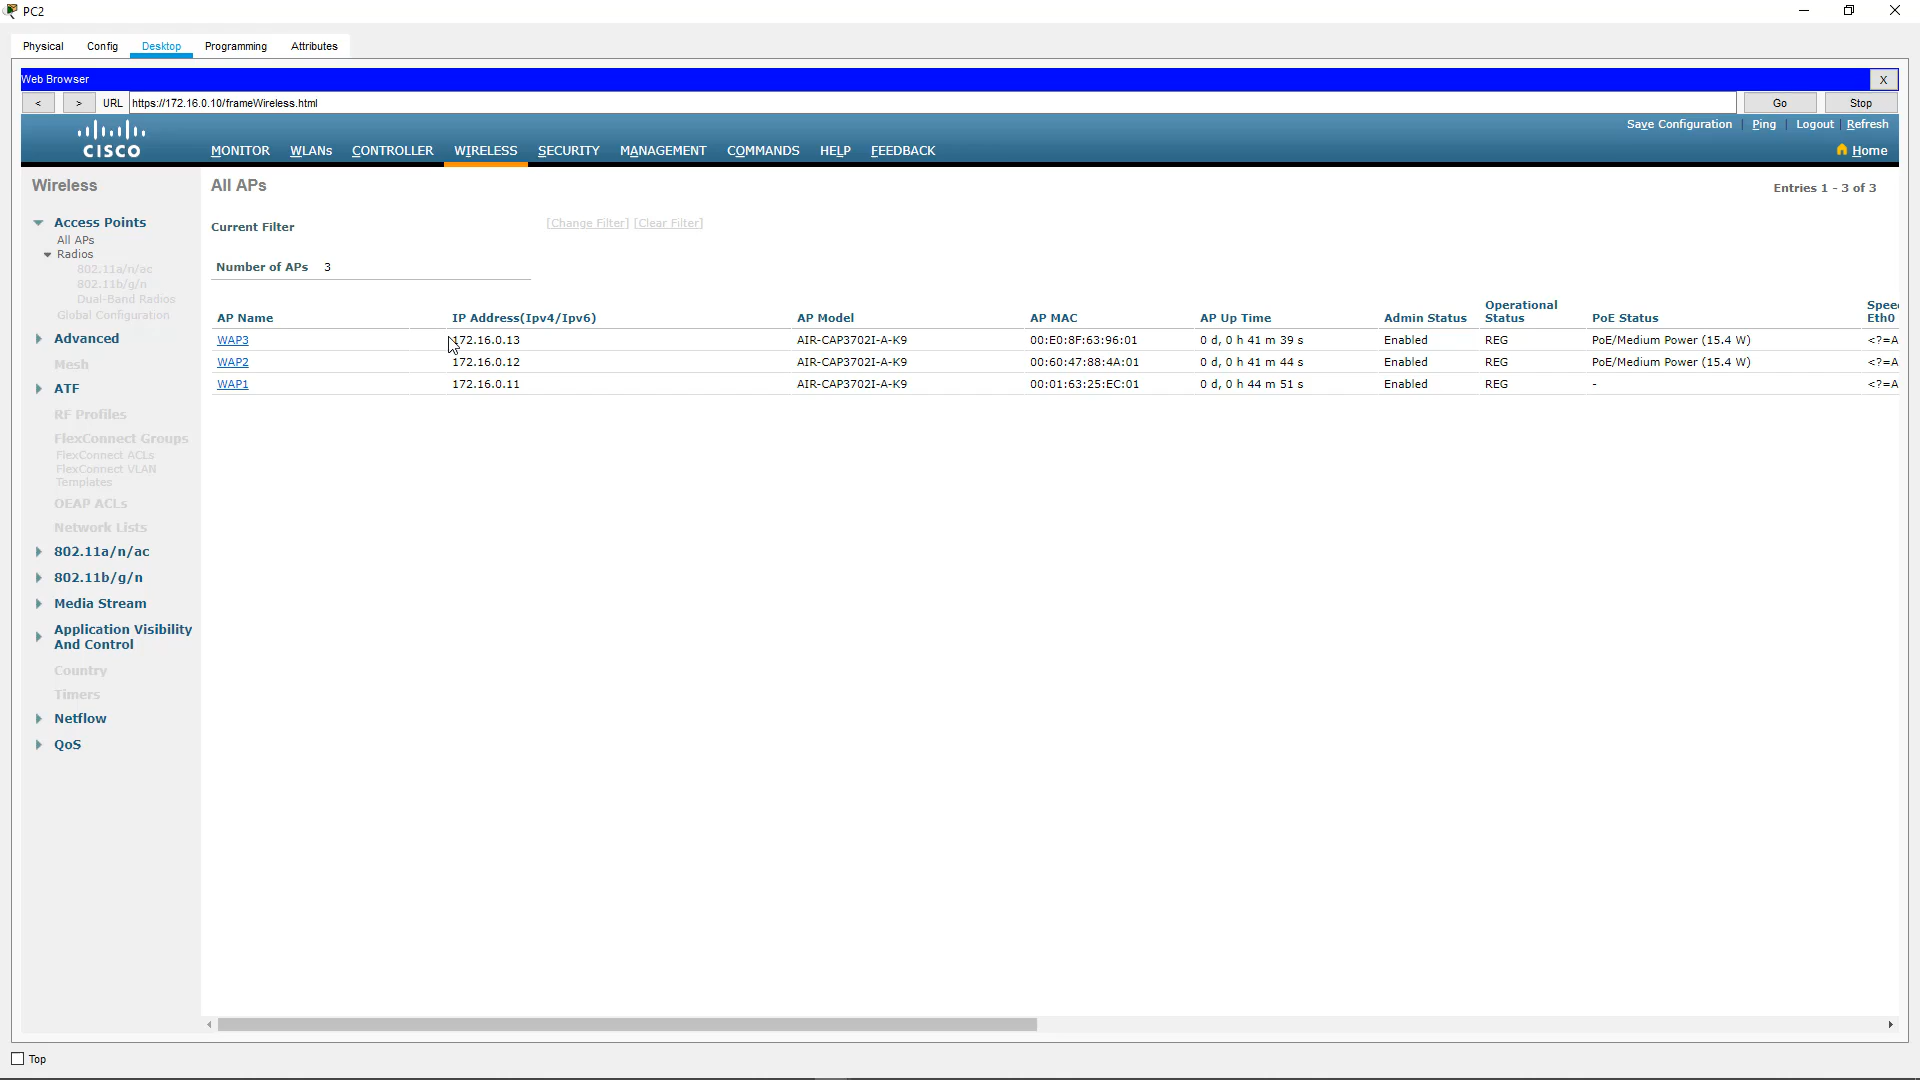 PC2
Physical Config Desktop Programming Attributes
Web Browser X
< > URL https://172.16.0.10/frameWireless.html Go Stop
Save Configuration | Ping | Logout | Refresh
CISCO MONITOR WLANs CONTROLLER WIRELESS SECURITY MANAGEMENT COMMANDS HELP FEEDBACK Home
Wireless
Access Points
All APs
Radios
802.11a/n/ac
802.11b/g/n
Dual-Band Radios
Global Configuration
Advanced
Mesh
ATF
RF Profiles
FlexConnect Groups
FlexConnect ACLs
FlexConnect VLAN
Templates
OEAP ACLs
Network Lists
802.11a/n/ac
802.11b/g/n
Media Stream
Application Visibility
And Control
Country
Timers
Netflow
QoS
All APs
Entries 1 - 3 of 3
Current Filter [Change Filter] [Clear Filter]
Number of APs 3
AP Name IP Address(Ipv4/Ipv6) AP Model AP MAC AP Up Time Admin Status Operational Status PoE Status Spee Eth0
WAP3 172.16.0.13 AIR-CAP3702I-A-K9 00:E0:8F:63:96:01 0 d, 0 h 41 m 39 s Enabled REG PoE/Medium Power (15.4 W) <?=A
WAP2 172.16.0.12 AIR-CAP3702I-A-K9 00:60:47:88:4A:01 0 d, 0 h 41 m 44 s Enabled REG PoE/Medium Power (15.4 W) <?=A
WAP1 172.16.0.11 AIR-CAP3702I-A-K9 00:01:63:25:EC:01 0 d, 0 h 44 m 51 s Enabled REG - <?=A
Top